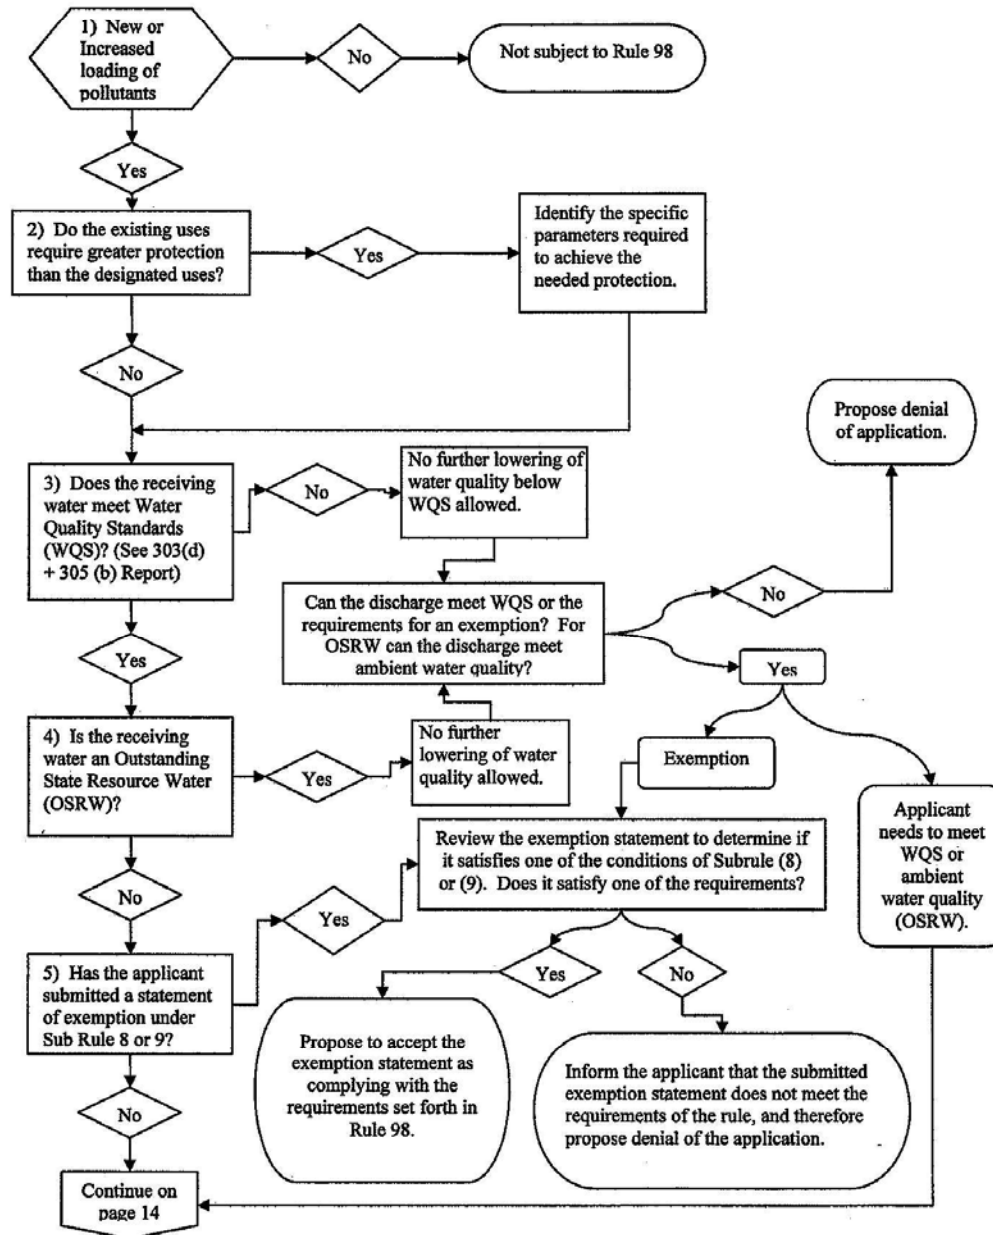 1) New or
Increased
loading of
pollutants
No
Not subject to Rule 98
Yes
2) Do the existing uses
require greater protection
than the designated uses?
Yes
Identify the specific
parameters required
to achieve the
needed protection.
No
Propose denial
of application.
3) Does the receiving
water meet Water
Quality Standards
(WQS)? (See 303(d)
+ 305 (b) Report)
No
No further lowering of
water quality below
WQS allowed.
Can the discharge meet WQS or the
requirements for an exemption? For
OSRW can the discharge meet
ambient water quality?
No
Yes
Yes
4) Is the receiving
water an Outstanding
State Resource Water
(OSRW)?
Yes
No further
lowering of water
quality allowed.
Exemption
Applicant
needs to meet
WQS or
ambient
water quality
(OSRW).
Review the exemption statement to determine if
it satisfies one of the conditions of Subrule (8)
or (9). Does it satisfy one of the requirements?
No
Yes
5) Has the applicant
submitted a statement
of exemption under
Sub Rule 8 or 9?
Yes
No
Propose to accept the
exemption statement as
complying with the
requirements set forth in
Rule 98.
Inform the applicant that the submitted
exemption statement does not meet the
requirements of the rule, and therefore
propose denial of the application.
No
Continue on
page 14